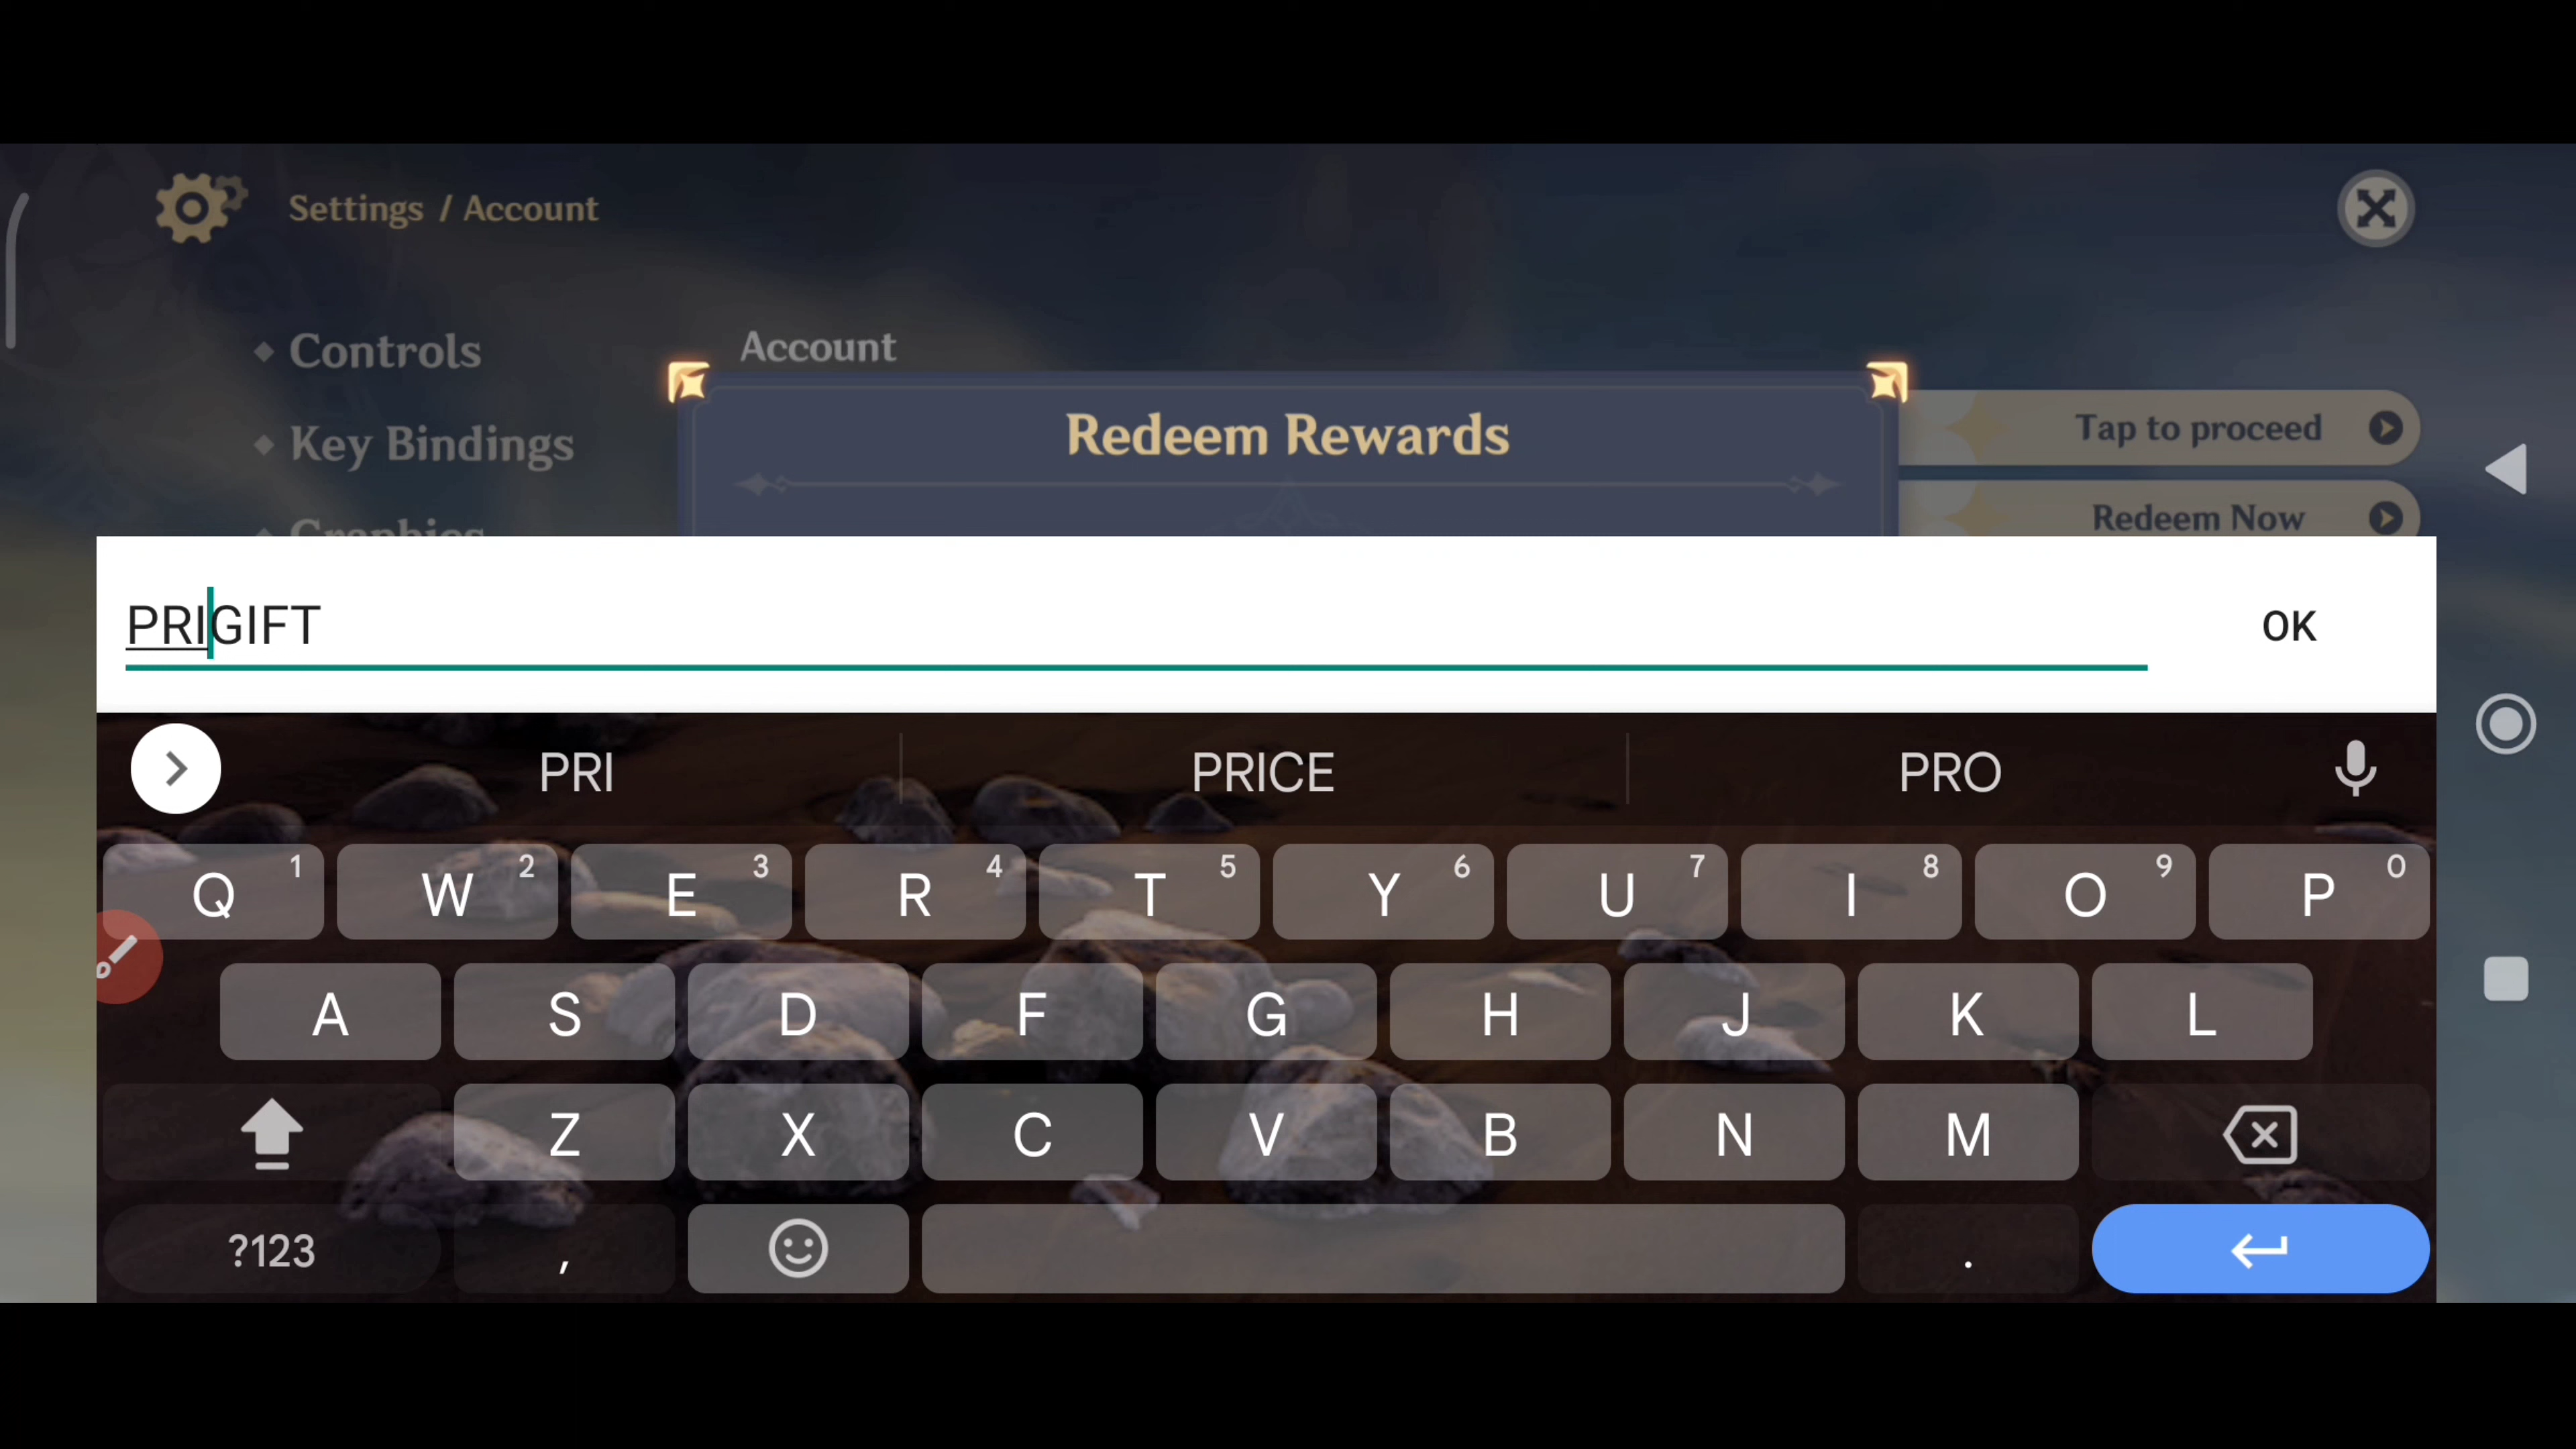 Settings / Account
Controls
Account
Key Bindings
Redeem Rewards
Tap to proceed
Graphics
Redeem Now
PRIGIFT
OK
PRI PRICE PRO
Q 1 W 2 E 3 R 4 T 5 Y 6 U 7 I 8 O 9 P 0
A S D F G H J K L
Z X C V B N M
?123 , .